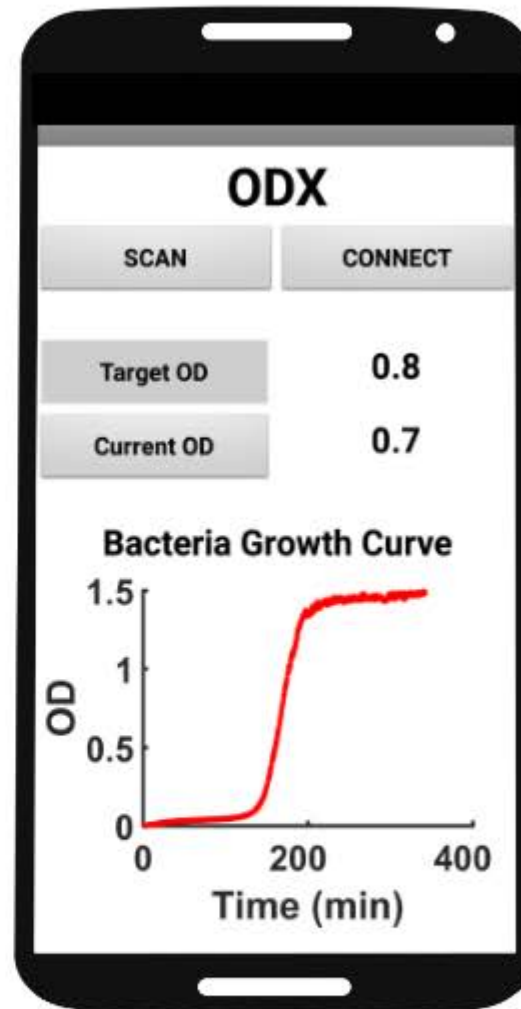 ODX
SCAN CONNECT
Target OD 0.8
Current OD 0.7
Bacteria Growth Curve
1.5
1
0.5
0
OD
0 200 400
Time (min)